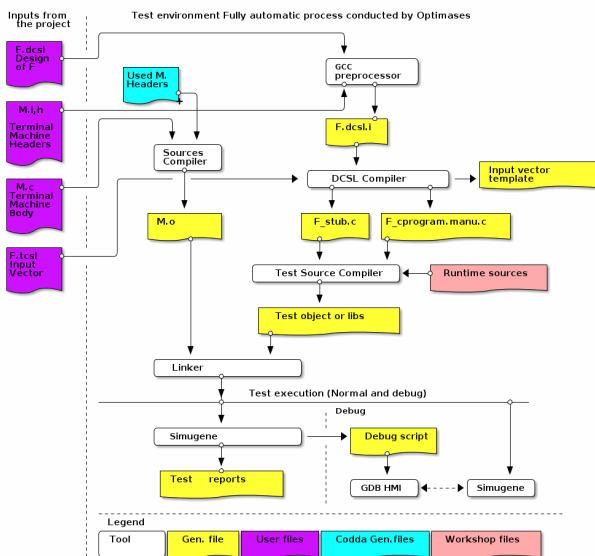 Inputs from
the project
Test environment Fully automatic process conducted by Optimases
F.dcsl
Design
of F
Used M.
Headers
GCC
preprocessor
M.i,h
Terminal
Machine
Headers
F.dcsl.i
Sources
Compiler
M.c
Terminal
Machine
Body
DCSL Compiler
Input vector
template
M.o
F_stub.c
F_cprogram.manu.c
F.tcsl
input
Vector
Test Source Compiler
Runtime sources
Test object or libs
Linker
Test execution (Normal and debug)
Debug
Simugene
Debug script
Test reports
GDB HMI
Simugene
Legend
Tool
Gen. file
User files
Codda Gen.files
Workshop files